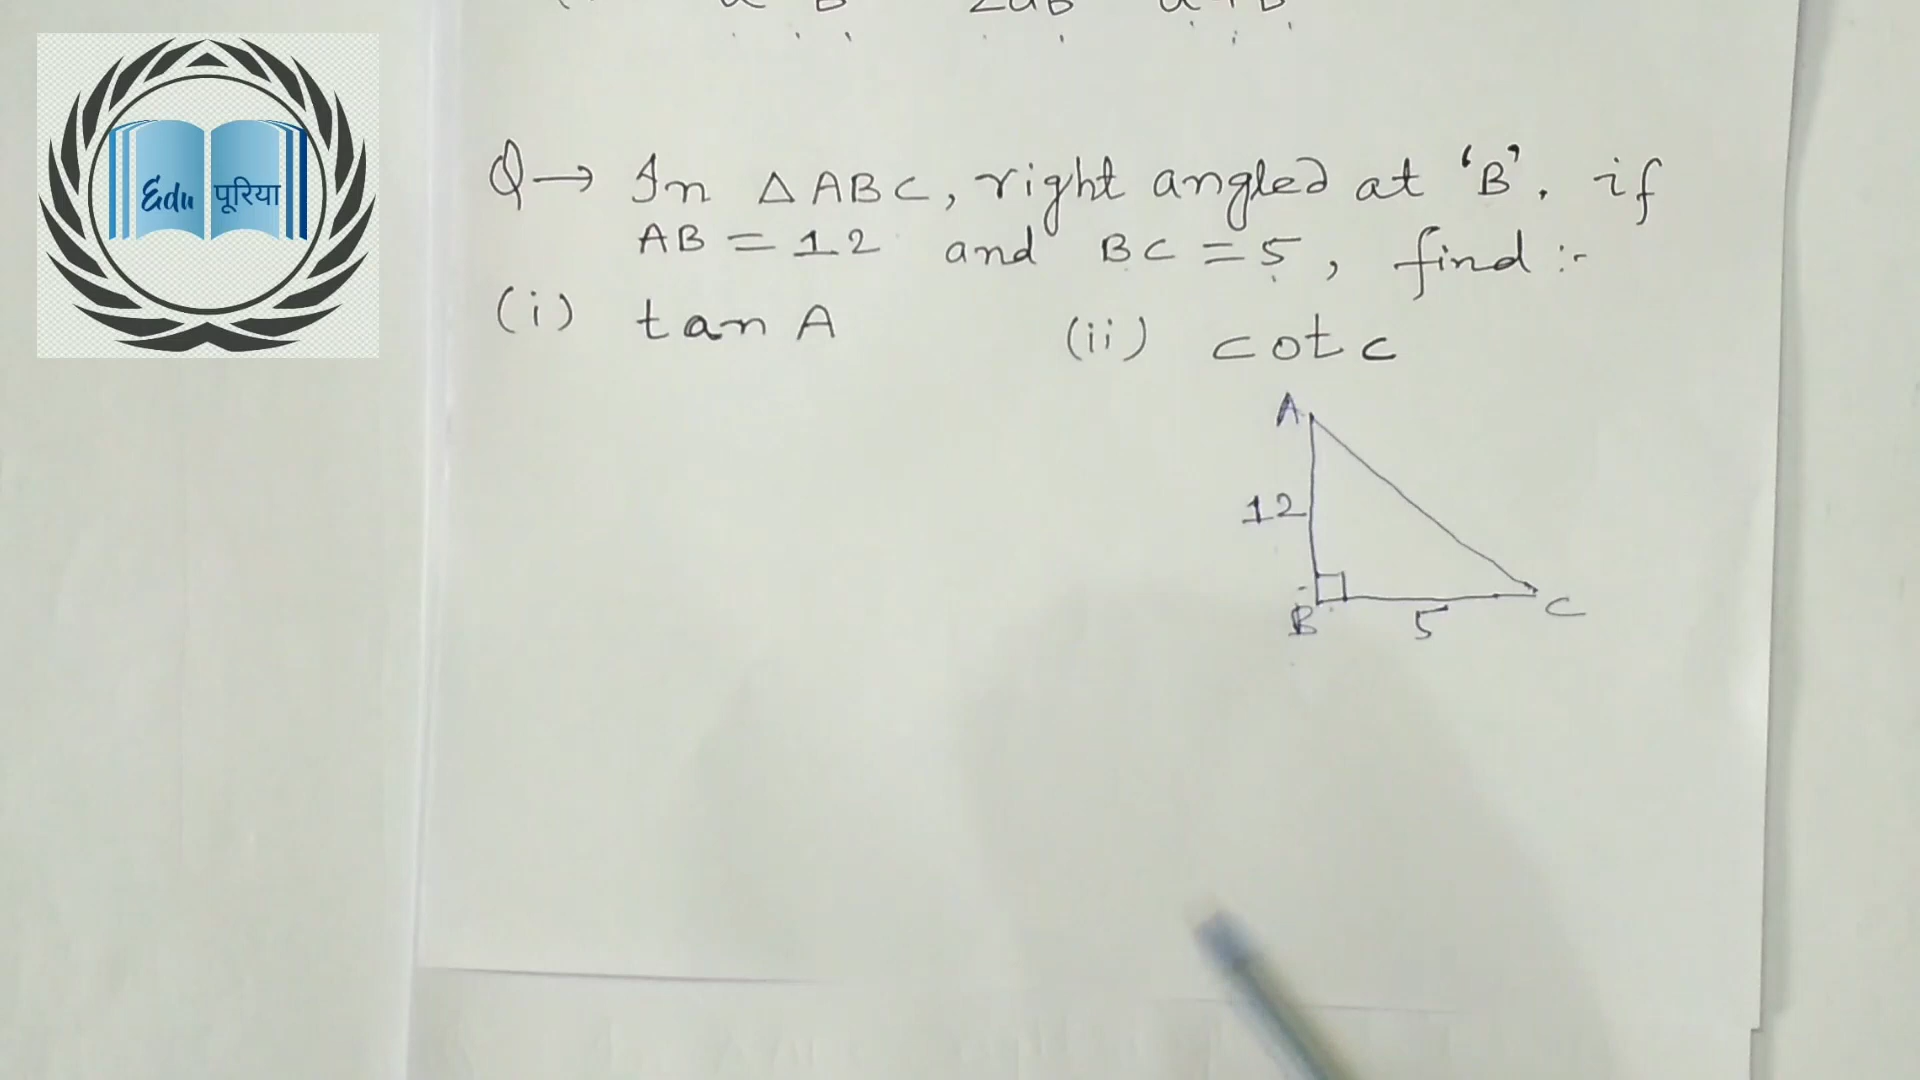 Edu पूरिया
Q→ In △ABC, right angled at 'B'. if
AB = 12 and BC = 5, find :-
(i) tan A (ii) cot c
A
12
B 5 C